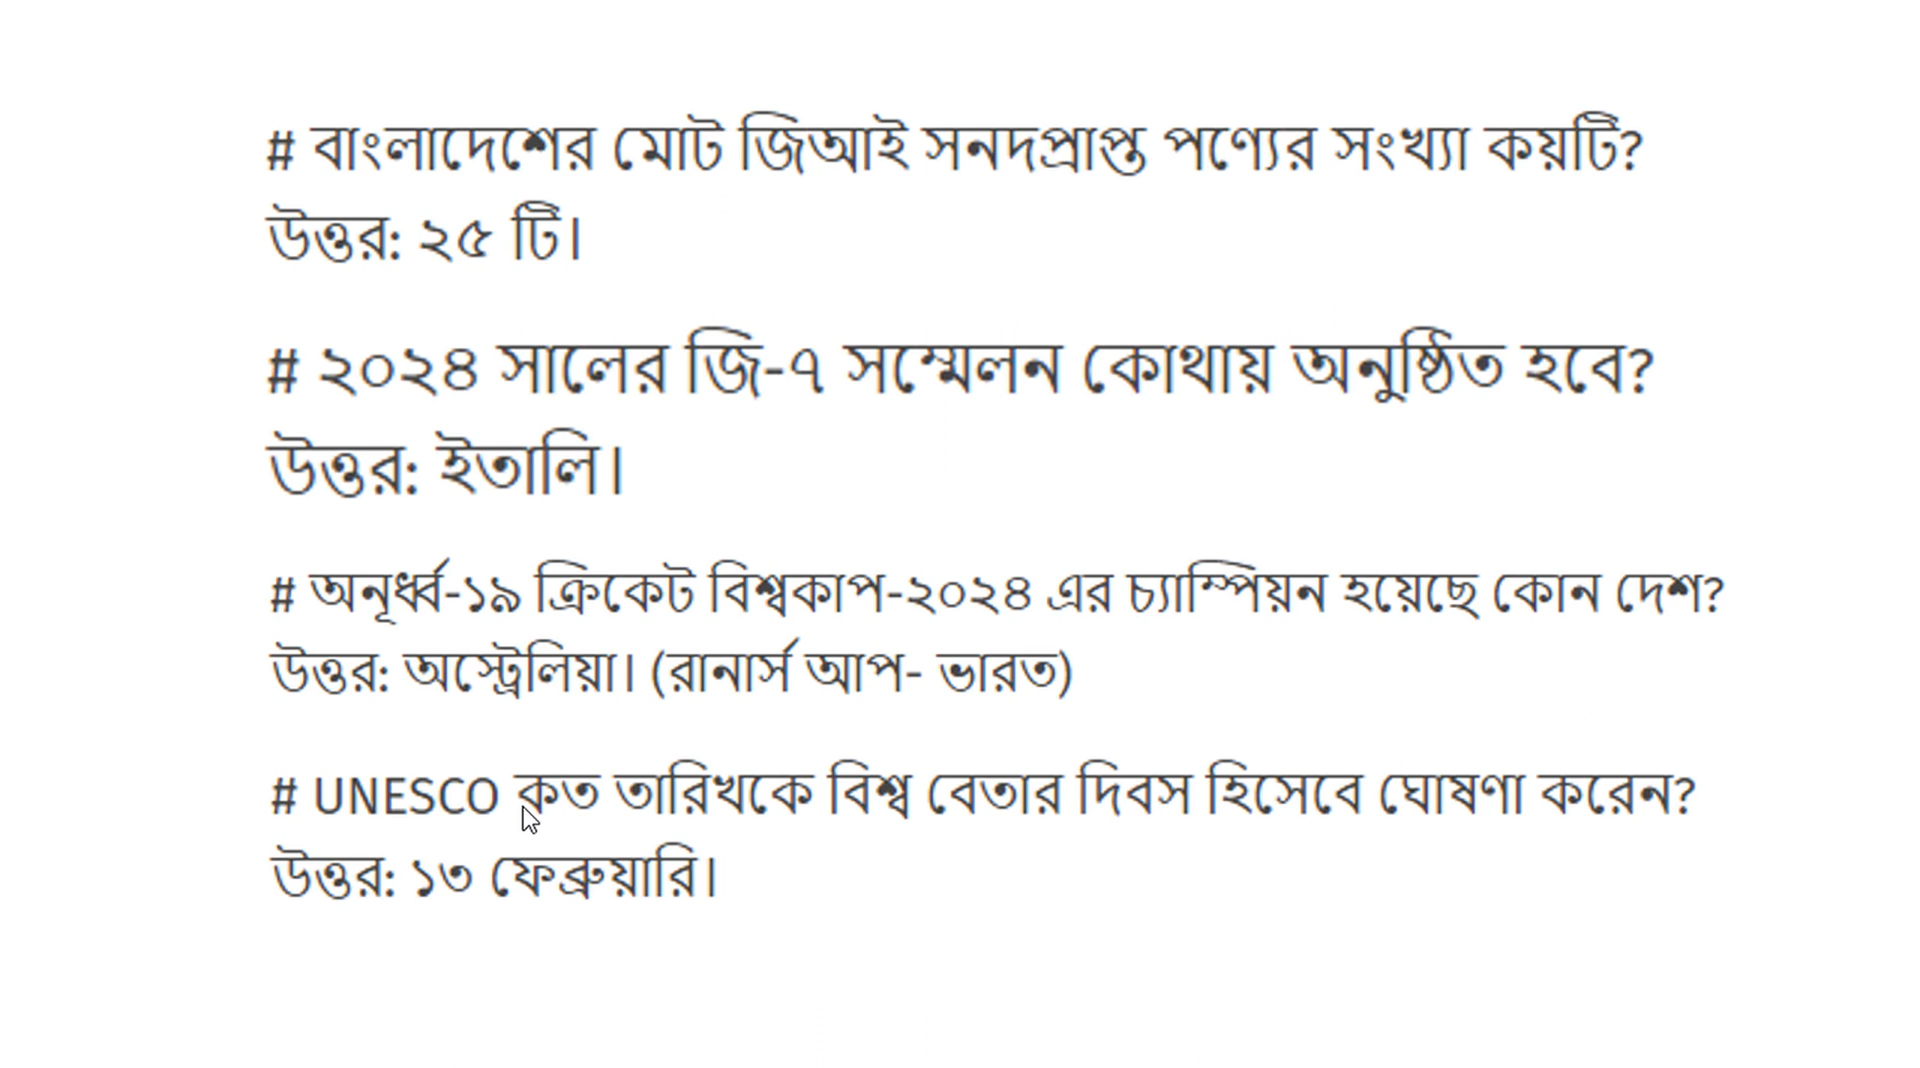 # বাংলাদেশের মোট জিআই সনদপ্রাপ্ত পণ্যের সংখ্যা কয়টি?
উত্তর: ২৫ টি।
# ২০২৪ সালের জি-৭ সম্মেলন কোথায় অনুষ্ঠিত হবে?
উত্তর: ইতালি।
# অনূর্ধ্ব-১৯ ক্রিকেট বিশ্বকাপ-২০২৪ এর চ্যাম্পিয়ন হয়েছে কোন দেশ?
উত্তর: অস্ট্রেলিয়া। (রানার্স আপ- ভারত)
# UNESCO কত তারিখকে বিশ্ব বেতার দিবস হিসেবে ঘোষণা করেন?
উত্তর: ১৩ ফেব্রুয়ারি।